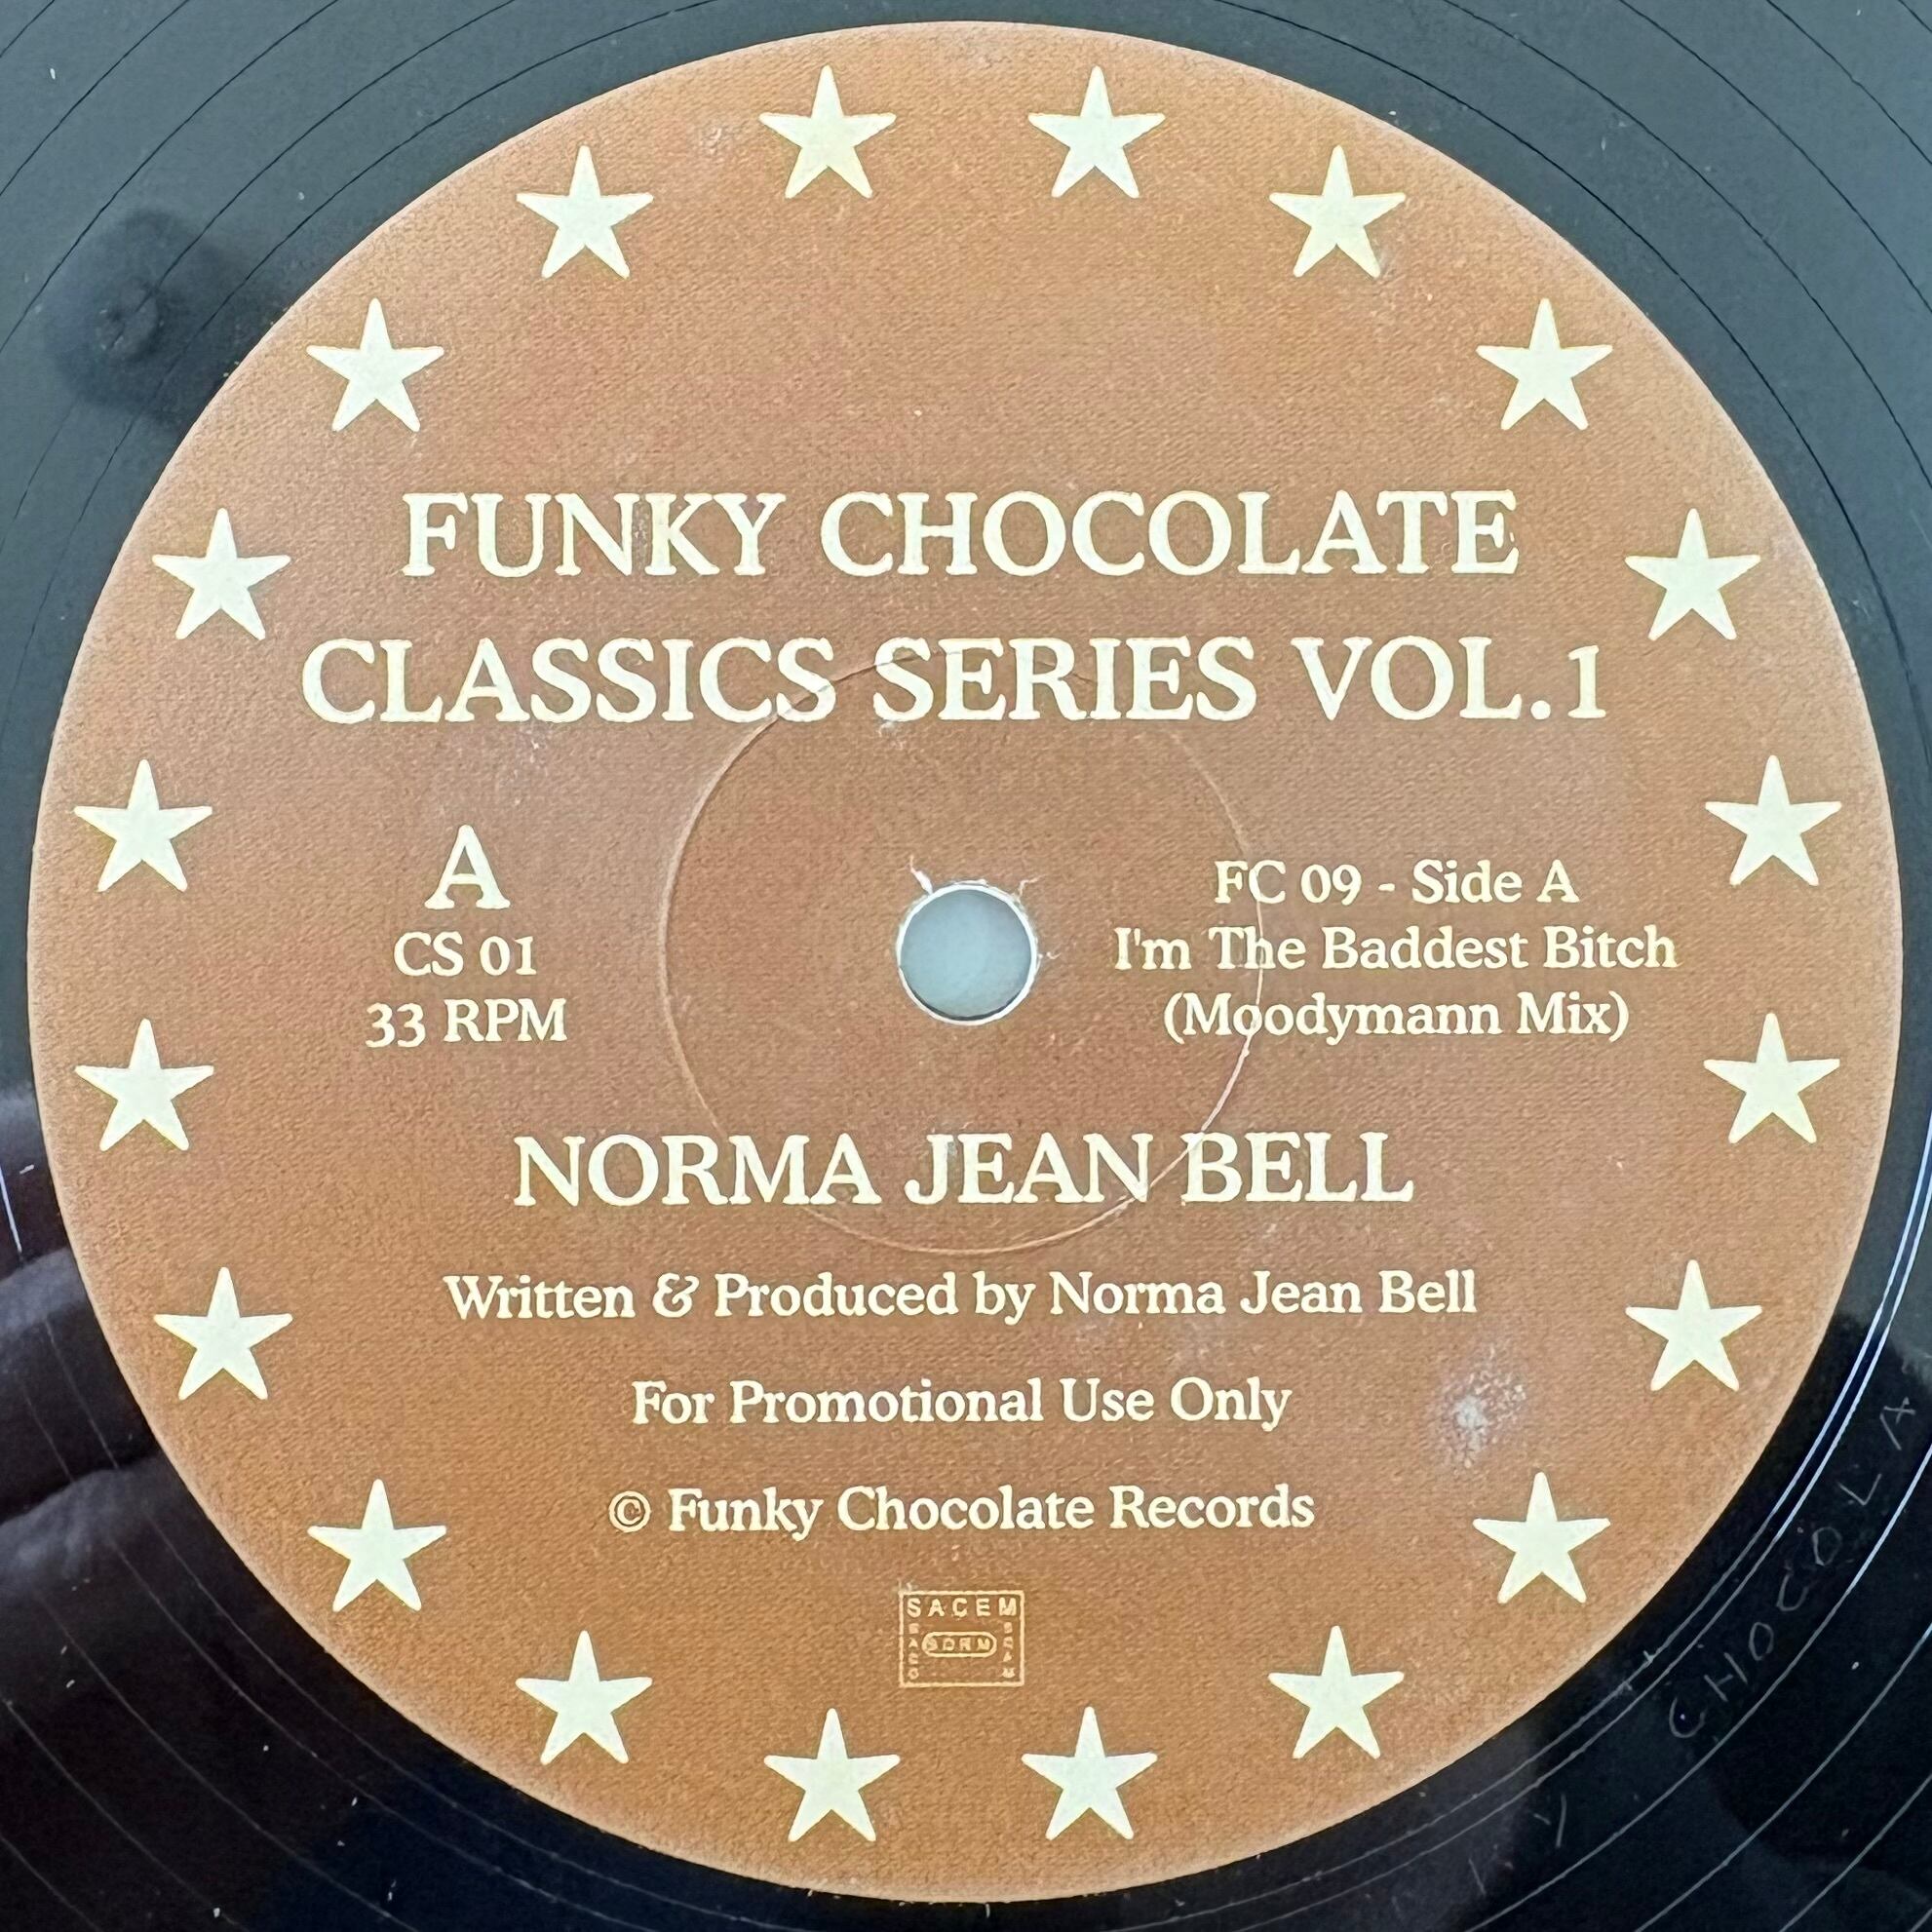 FUNKY CHOCOLATE
CLASSICS SERIES VOL.1
A
CS 01
33 RPM
FC 09 - Side A
I'm The Baddest Bitch
(Moodymann Mix)
NORMA JEAN BELL
Written & Produced by Norma Jean Bell
For Promotional Use Only
© Funky Chocolate Records
SACEM
SDRM
CHOCOLA